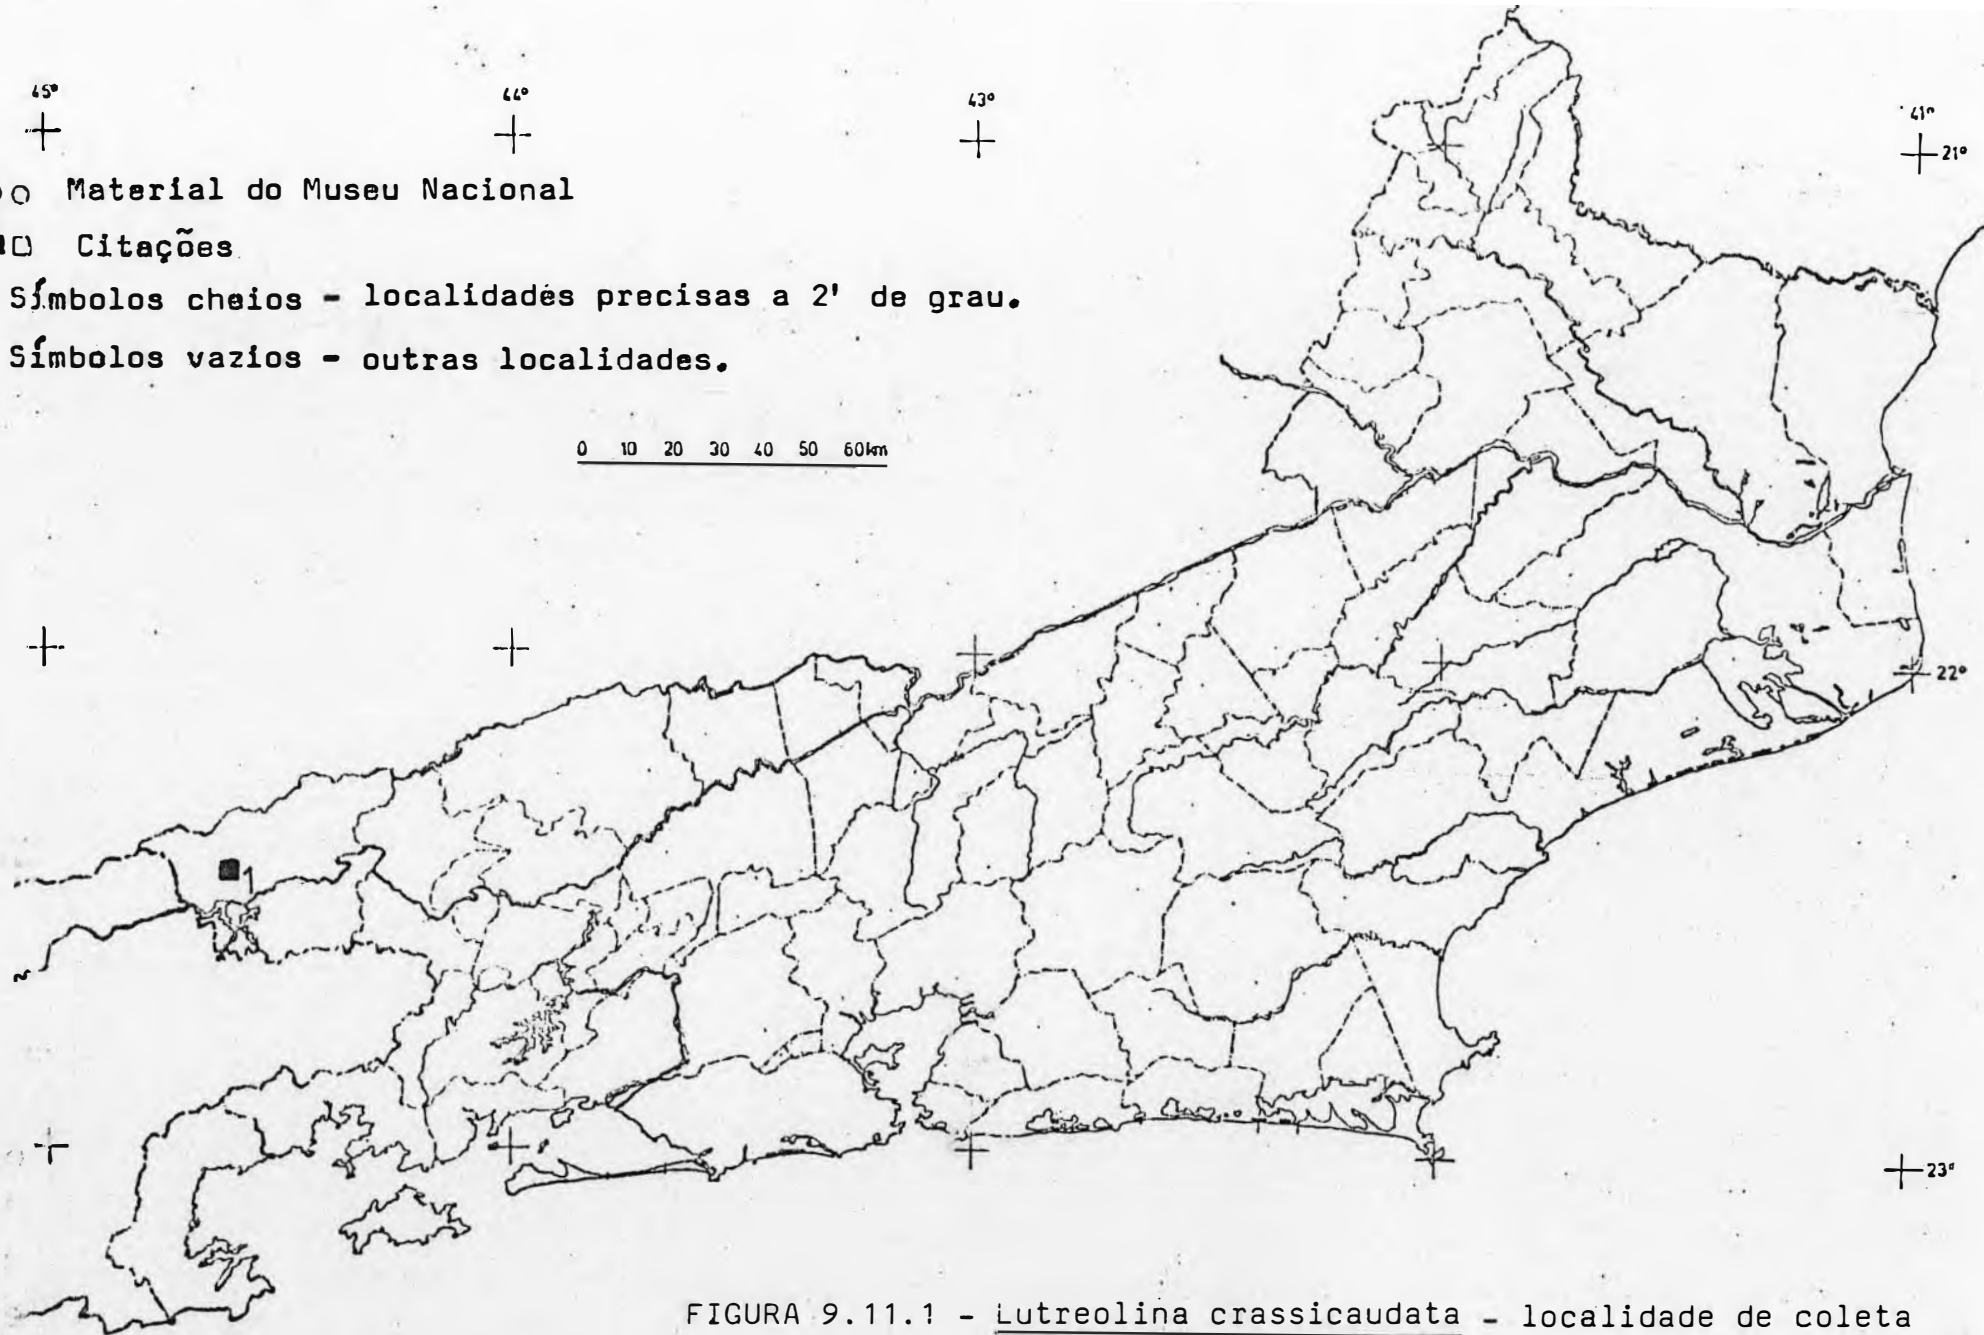 45° 44° 43° 41°
21°
Material do Museu Nacional
Citações
Símbolos cheios - localidades precisas a 2' de grau.
Símbolos vazios - outras localidades.
0 10 20 30 40 50 60km
22°
1
23°
FIGURA 9.11.1 - Lutreolina crassicaudata - localidade de coleta